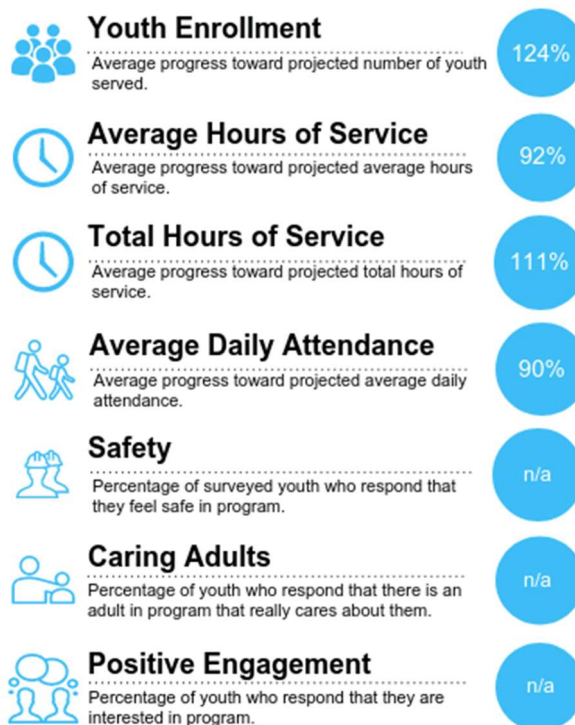 Youth Enrollment
Average progress toward projected number of youth
served.
124%
Average Hours of Service
Average progress toward projected average hours
of service.
92%
Total Hours of Service
Average progress toward projected total hours of
service.
111%
Average Daily Attendance
Average progress toward projected average daily
attendance.
90%
Safety
Percentage of surveyed youth who respond that
they feel safe in program.
n/a
Caring Adults
Percentage of youth who respond that there is an
adult in program that really cares about them.
n/a
Positive Engagement
Percentage of youth who respond that they are
interested in program.
n/a